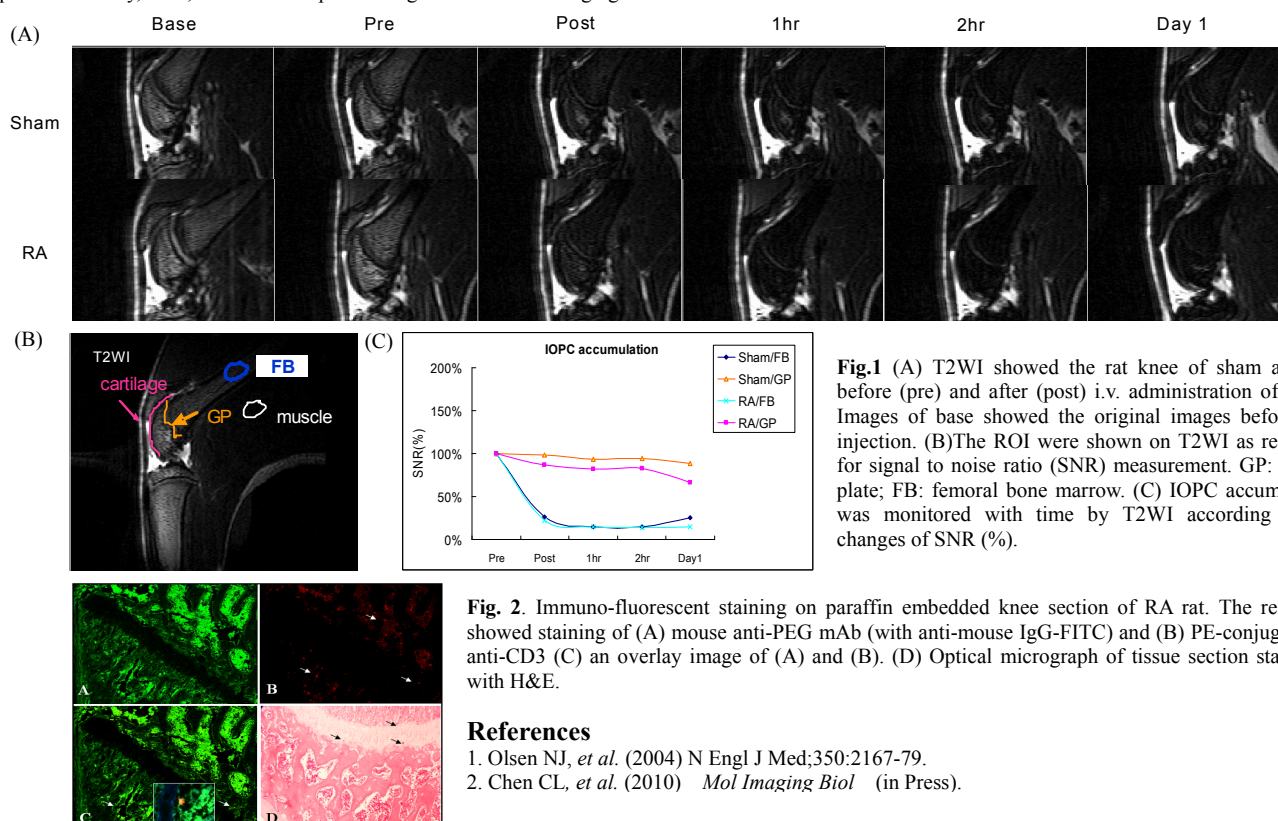 Base Pre Post 1hr 2hr Day 1
(A)
Sham
RA
(B)
T2WI
cartilage
FB
GP
muscle
(C)
IOPC accumulation
200%
150%
100%
50%
0%
SNR(%)
Pre Post 1hr 2hr Day1
Sham/FB
Sham/GP
RA/FB
RA/GP
Fig.1 (A) T2WI showed the rat knee of sham
before (pre) and after (post) i.v. administration of
Images of base showed the original images
injection. (B)The ROI were shown on T2WI as
for signal to noise ratio (SNR) measurement. GP:
plate; FB: femoral bone marrow. (C) IOPC
was monitored with time by T2WI according
changes of SNR (%).
A
B
C
D
Fig. 2. Immuno-fluorescent staining on paraffin embedded knee section of RA rat. The
showed staining of (A) mouse anti-PEG mAb (with anti-mouse IgG-FITC) and (B)
anti-CD3 (C) an overlay image of (A) and (B). (D) Optical micrograph of tissue section
with H&E.
References
1. Olsen NJ, et al. (2004) N Engl J Med;350:2167-79.
2. Chen CL, et al. (2010) Mol Imaging Biol (in Press).